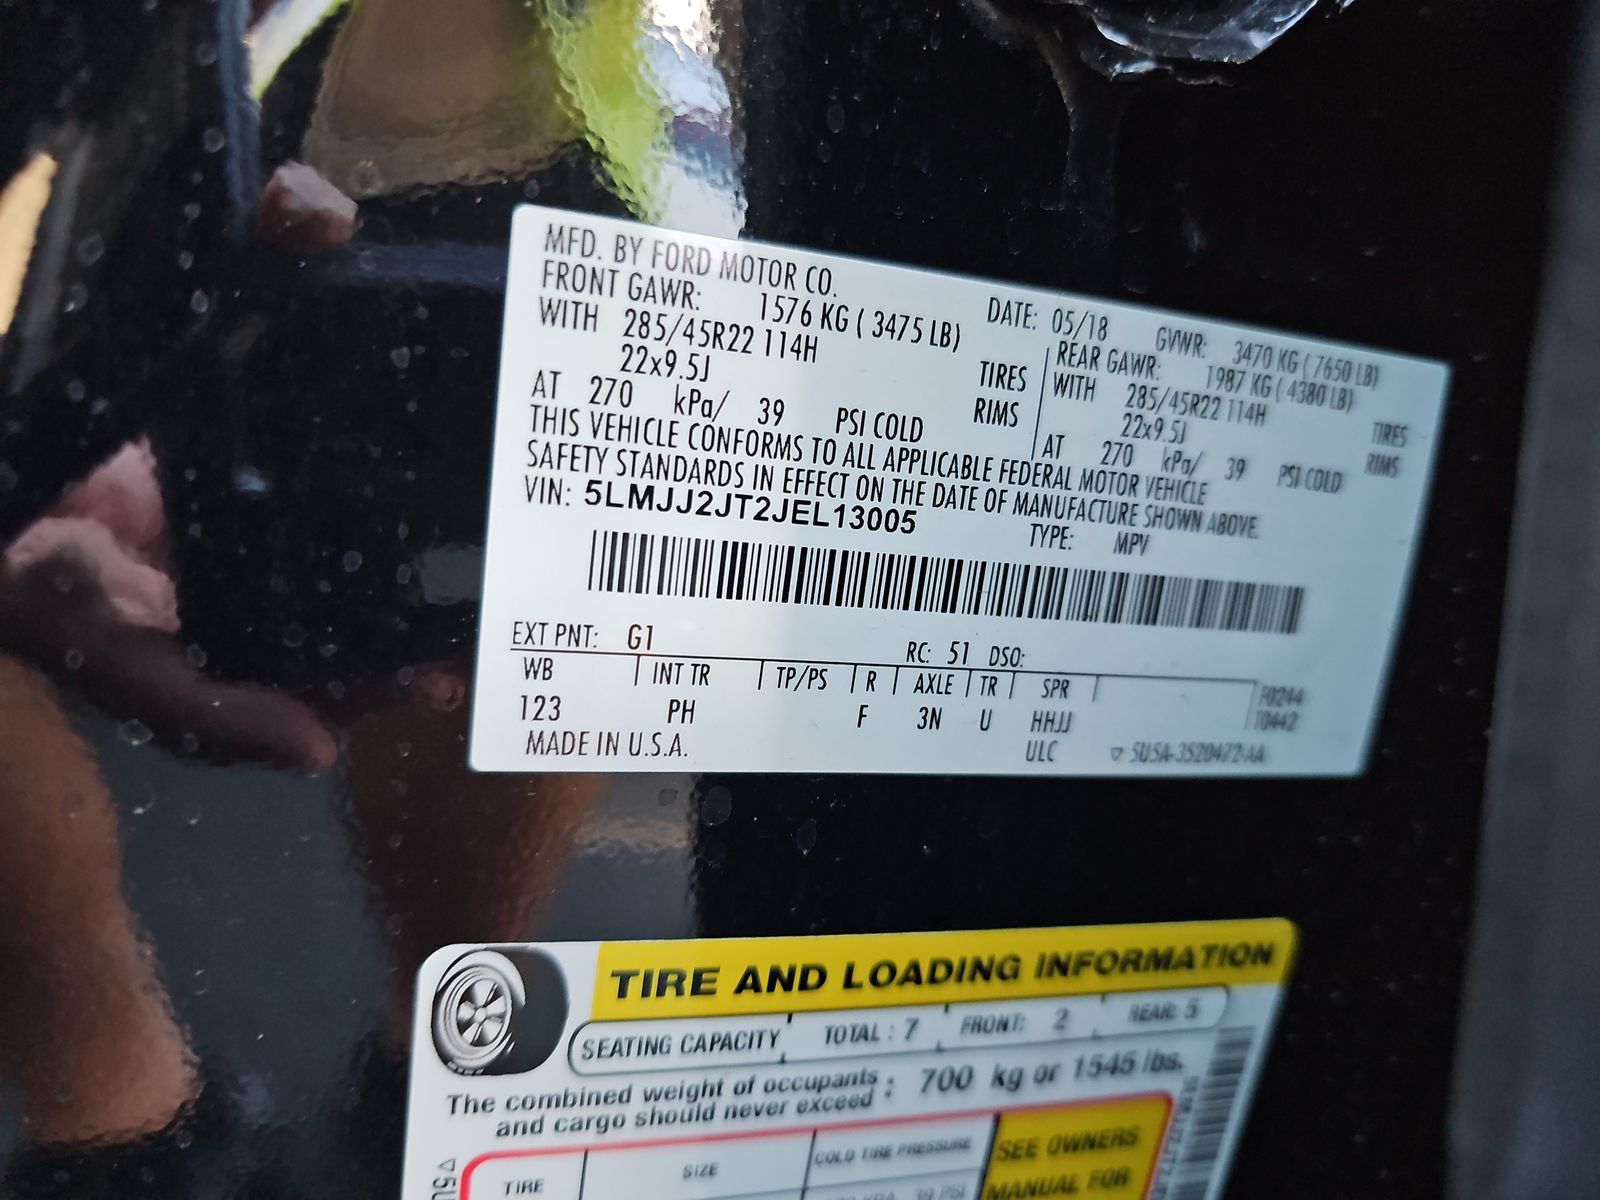 MFD. BY FORD MOTOR CO.
DATE: 05/18 GVWR: 3470 KG ( 7650 LB)
FRONT GAWR: 1576 KG ( 3475 LB)
REAR GAWR: 1987 KG ( 4380 LB)
WITH 285/45R22 114H TIRES
WITH 285/45R22 114H TIRES
22x9.5J RIMS
22x9.5J RIMS
AT 270 kPa/ 39 PSI COLD
AT 270 kPa/ 39 PSI COLD
THIS VEHICLE CONFORMS TO ALL APPLICABLE FEDERAL MOTOR VEHICLE
SAFETY STANDARDS IN EFFECT ON THE DATE OF MANUFACTURE SHOWN ABOVE.
VIN: 5LMJJ2JT2JEL13005
TYPE: MPV
EXT PNT: G1 RC: 51 DSO:
WB INT TR TP/PS R AXLE TR SPR
F0244
123 PH F 3N U HHJJ
T0442
MADE IN U.S.A. ULC 5U5A-3520472-AA
TIRE AND LOADING INFORMATION
SEATING CAPACITY TOTAL : 7 FRONT: 2 REAR: 5
The combined weight of occupants
and cargo should never exceed : 700 kg or 1545 lbs.
TIRE SIZE COLD TIRE PRESSURE
SEE OWNERS
MANUAL FOR
39 PSI